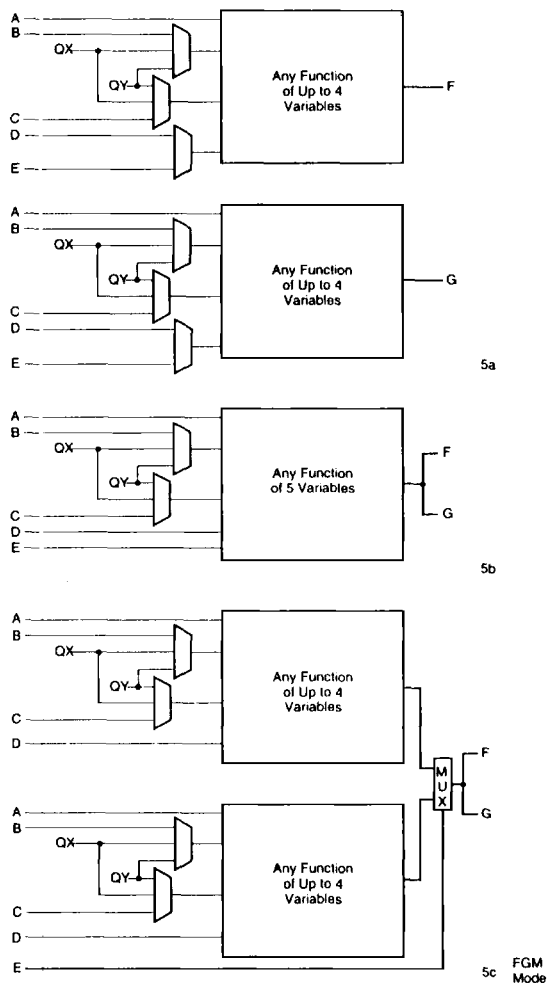 A
B
QX
QY
C
D
E
Any Function
of Up to 4
Variables
F
A
B
QX
QY
C
D
E
Any Function
of Up to 4
Variables
G
5a
A
B
QX
QY
C
D
E
Any Function
of 5 Variables
F
G
5b
A
B
QX
QY
C
D
Any Function
of Up to 4
Variables
A
B
QX
QY
C
D
E
Any Function
of Up to 4
Variables
MUX
F
G
5c
FGM
Mode